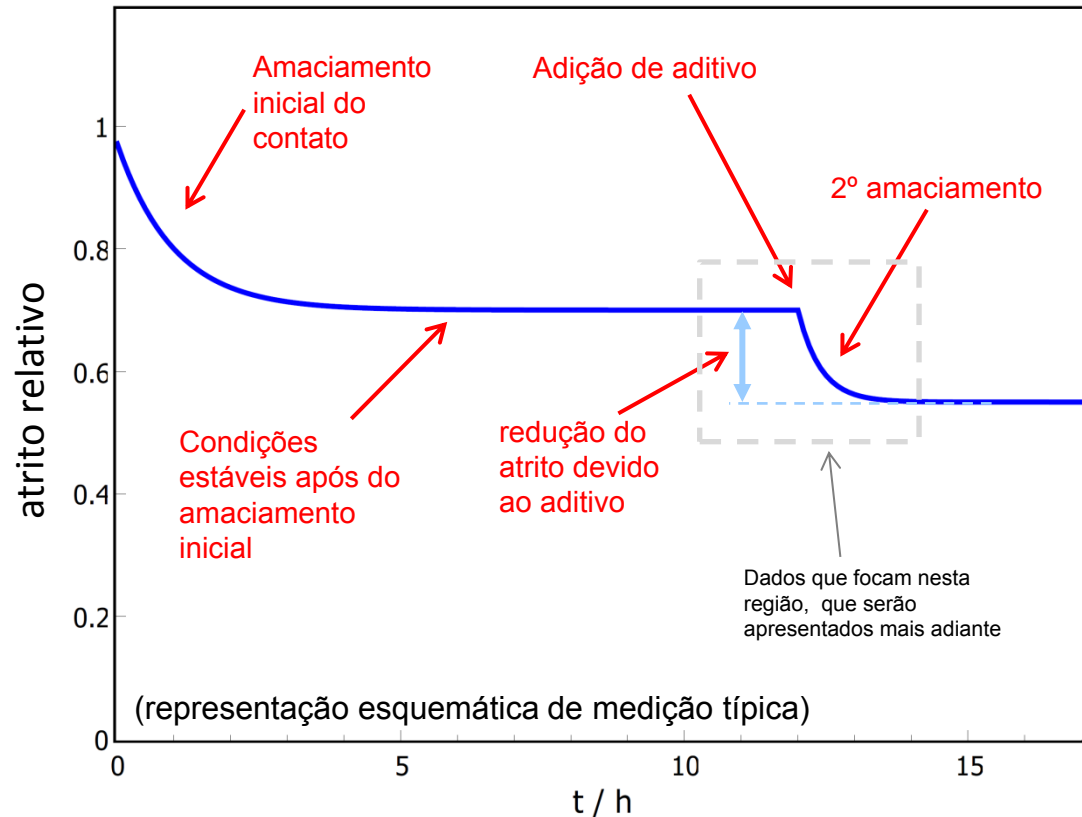 Amaciamento
inicial do
contato
Adição de aditivo
2º amaciamento
Condições
estáveis após do
amaciamento
inicial
redução do
atrito devido
ao aditivo
Dados que focam nesta
região, que serão
apresentados mais adiante
(representação esquemática de medição típica)
atrito relativo
1
0.8
0.6
0.4
0.2
0
0
5
10
15
t / h